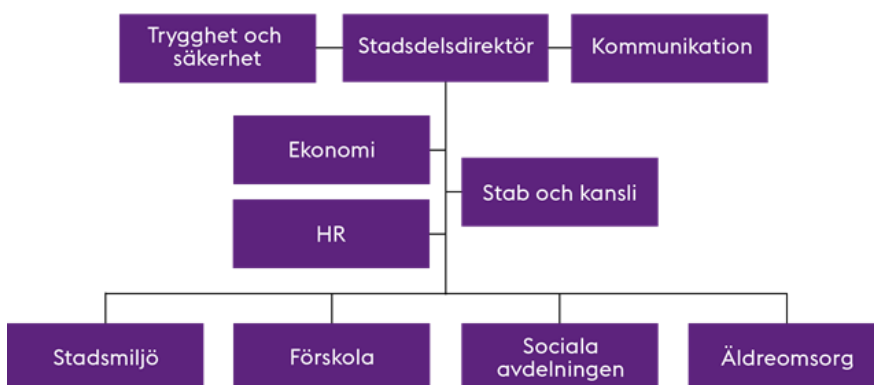 Trygghet och
säkerhet
Stadsdelsdirektör
Kommunikation
Ekonomi
Stab och kansli
HR
Stadsmiljö
Förskola
Sociala
avdelningen
Äldreomsorg